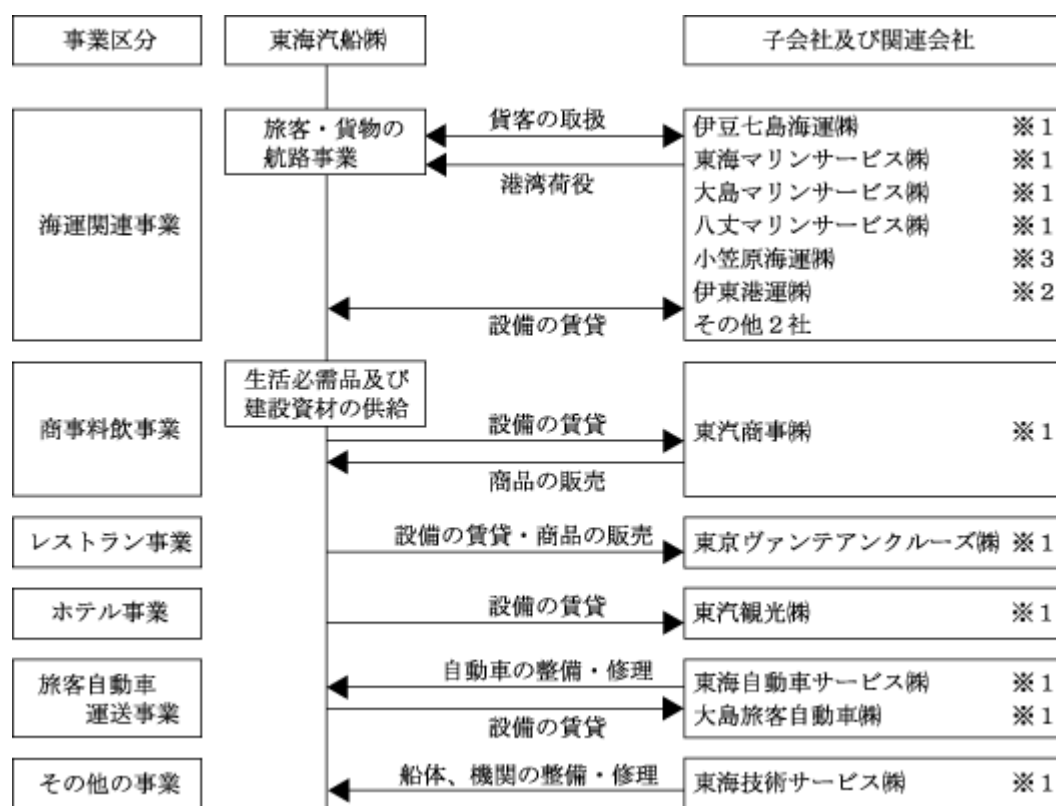 事業区分
東海汽船㈱
子会社及び関連会社
海運関連事業
旅客・貨物の
航路事業
貨客の取扱
港湾荷役
設備の賃貸
伊豆七島海運㈱ ※1
東海マリンサービス㈱ ※1
大島マリンサービス㈱ ※1
八丈マリンサービス㈱ ※1
小笠原海運㈱ ※3
伊東港運㈱ ※2
その他2社
商事料飲事業
生活必需品及び
建設資材の供給
設備の賃貸
商品の販売
東汽商事㈱ ※1
レストラン事業
設備の賃貸・商品の販売
東京ヴァンテアンクルーズ㈱ ※1
ホテル事業
設備の賃貸
東汽観光㈱ ※1
旅客自動車
運送事業
自動車の整備・修理
設備の賃貸
東海自動車サービス㈱ ※1
大島旅客自動車㈱ ※1
その他の事業
船体、機関の整備・修理
東海技術サービス㈱ ※1